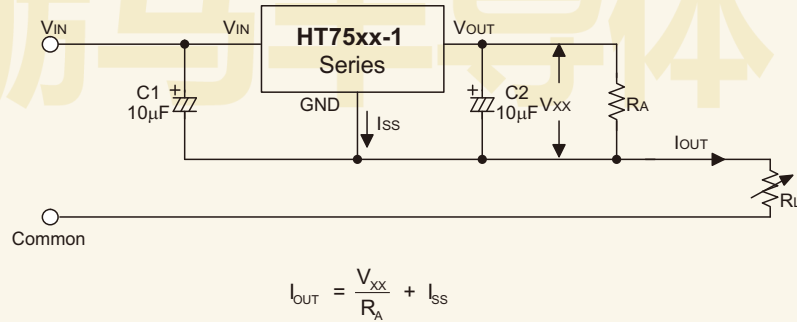 VIN
VIN
HT75xx-1
Series
VOUT
GND
C1
10μF
ISS
C2
10μF
VXX
RA
IOUT
RL
Common
IOUT = VXX / RA + ISS